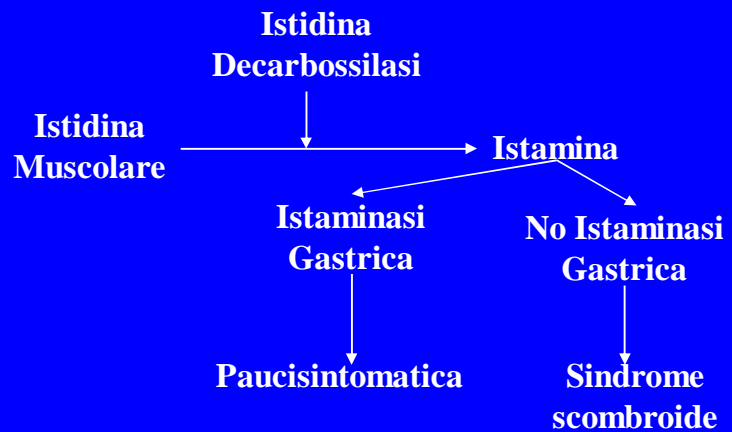 Istidina
Decarbossilasi
Istidina
Muscolare
Istamina
Istaminasi
Gastrica
No Istaminasi
Gastrica
Paucisintomatica
Sindrome
scombroide